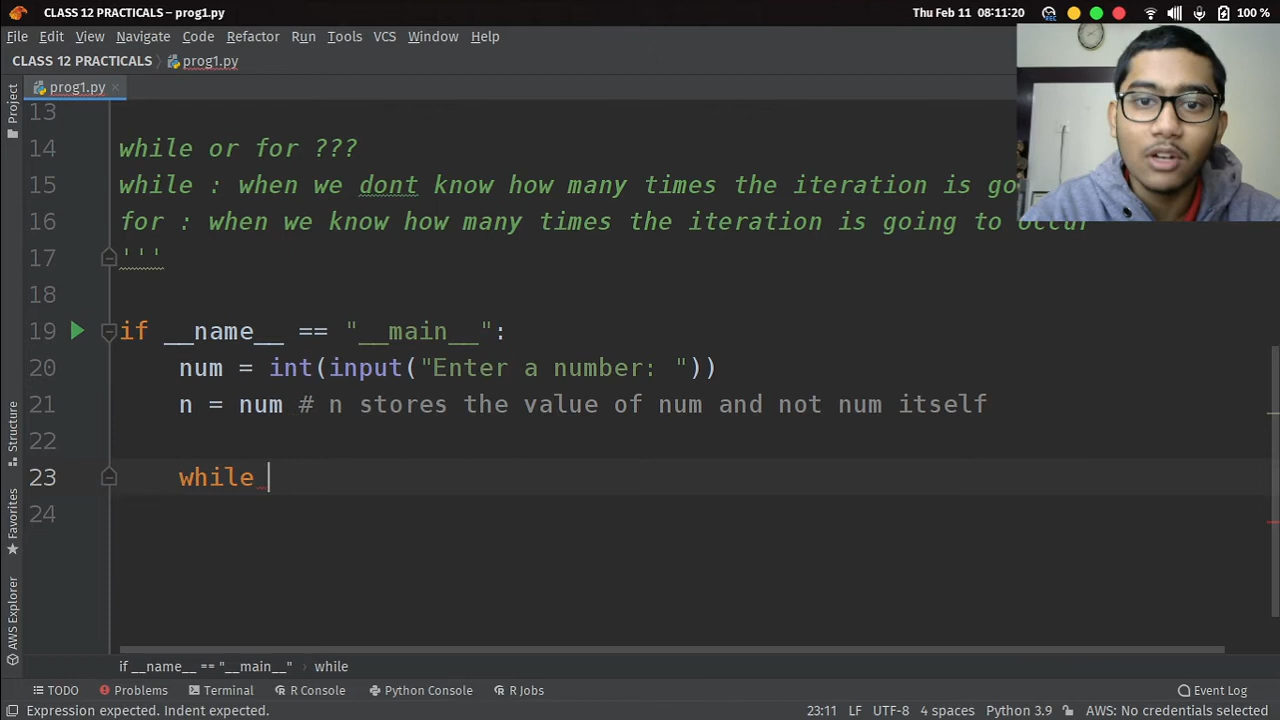 CLASS 12 PRACTICALS – prog1.py
Thu Feb 11 08:11:20
REC
100 %
File Edit View Navigate Code Refactor Run Tools VCS Window Help
CLASS 12 PRACTICALS prog1.py
Project
prog1.py
13
14 while or for ???
15 while : when we dont know how many times the iteration is go
16 for : when we know how many times the iteration is going to occur
17 '''
18
19 if __name__ == "__main__":
20 num = int(input("Enter a number: "))
21 n = num # n stores the value of num and not num itself
22
23 while
24
Structure
Favorites
AWS Explorer
if __name__ == "__main__" › while
TODO Problems Terminal R Console Python Console R Jobs Event Log
Expression expected. Indent expected. 23:11 LF UTF-8 4 spaces Python 3.9 AWS: No credentials selected